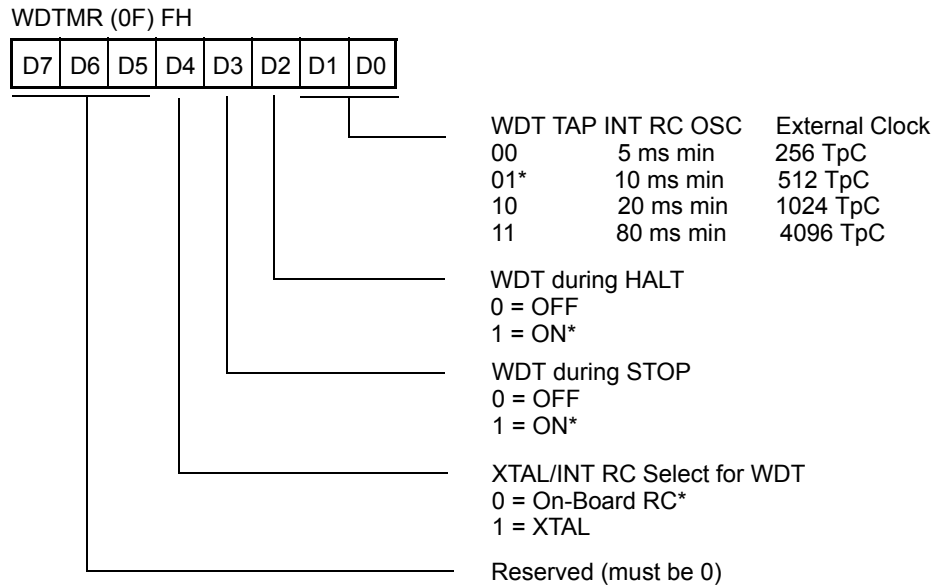 WDTMR (0F) FH
D7 D6 D5 D4 D3 D2 D1 D0
WDT TAP INT RC OSC External Clock
00 5 ms min 256 TpC
01* 10 ms min 512 TpC
10 20 ms min 1024 TpC
11 80 ms min 4096 TpC
WDT during HALT
0 = OFF
1 = ON*
WDT during STOP
0 = OFF
1 = ON*
XTAL/INT RC Select for WDT
0 = On-Board RC*
1 = XTAL
Reserved (must be 0)